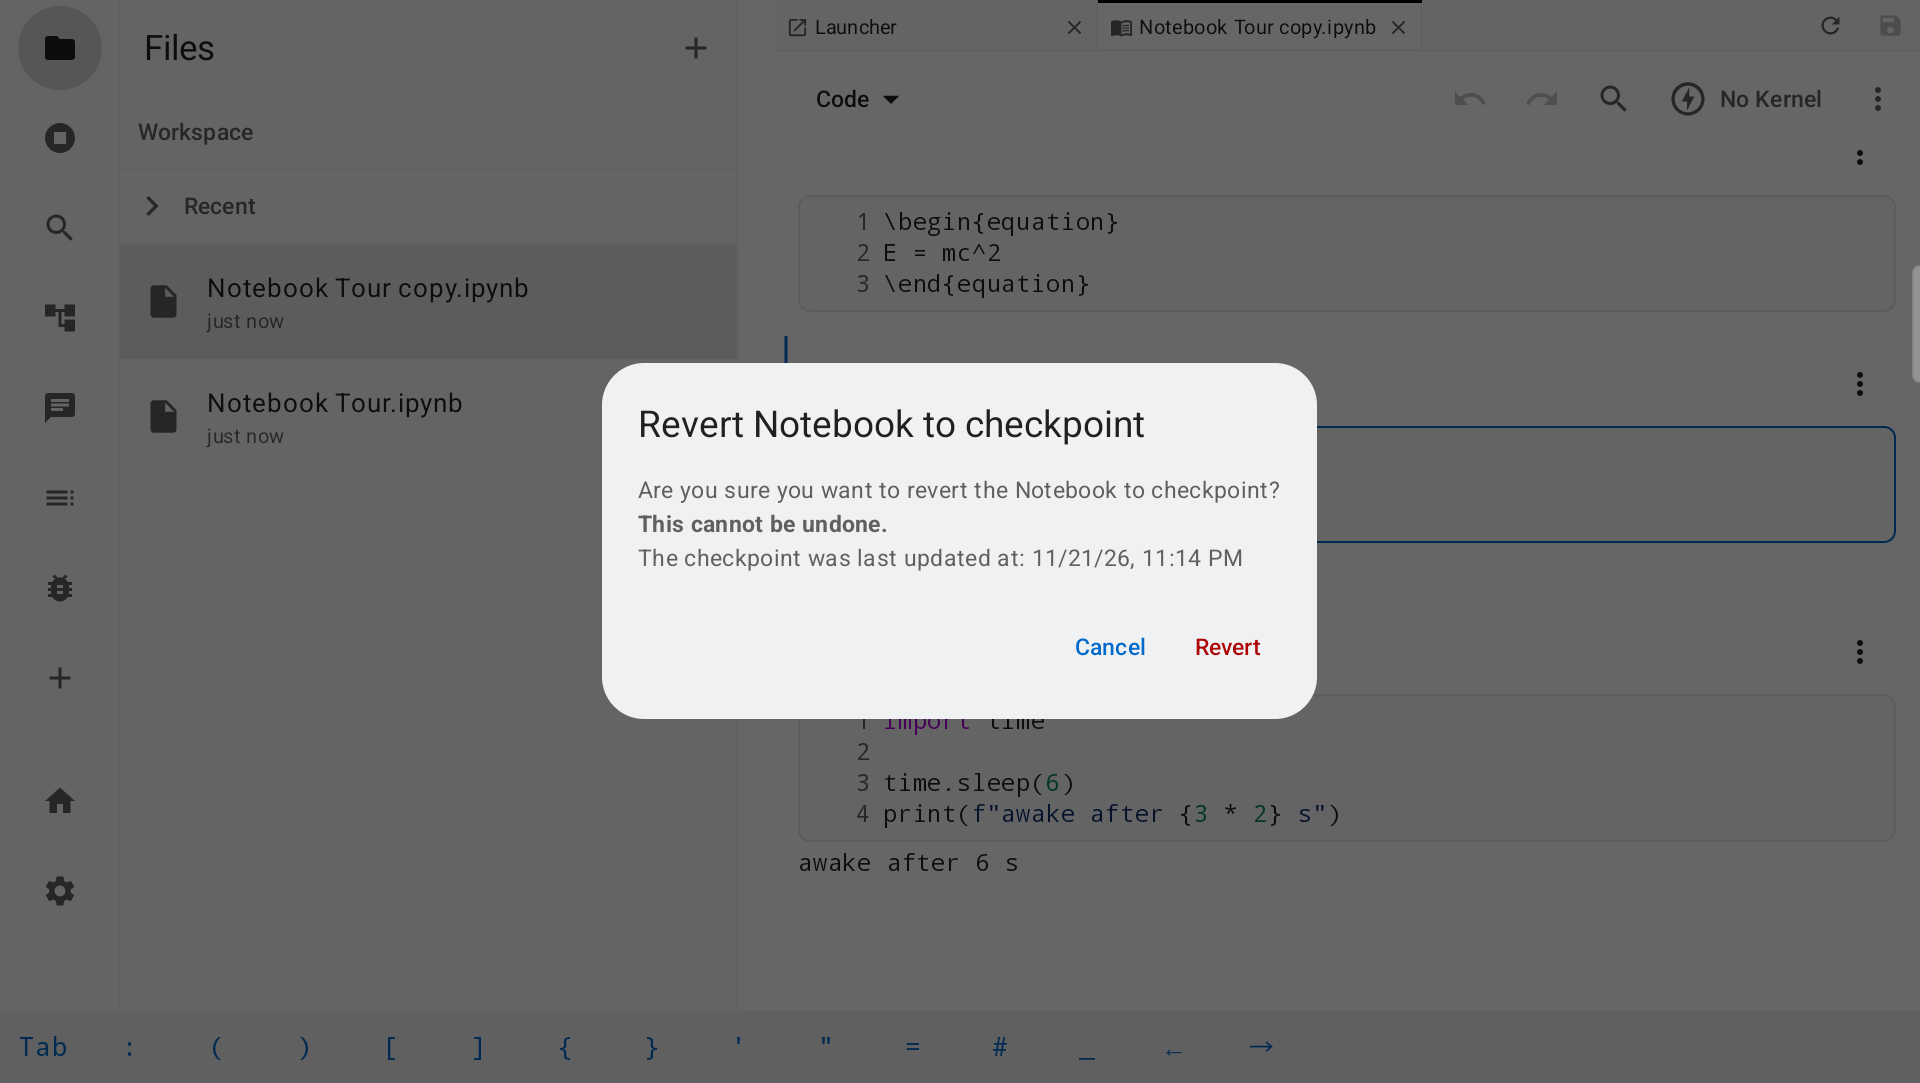 Files
Workspace
Recent
Notebook Tour copy.ipynb
just now
Notebook Tour.ipynb
just now
Launcher
Notebook Tour copy.ipynb
Code
No Kernel
1 \begin{equation}
2 E = mc^2
3 \end{equation}
Revert Notebook to checkpoint
Are you sure you want to revert the Notebook to checkpoint?
This cannot be undone.
The checkpoint was last updated at: 11/21/26, 11:14 PM
Cancel Revert
1 import time
2
3 time.sleep(6)
4 print(f"awake after {3 * 2} s")
awake after 6 s
Tab : ( ) [ ] { } ' " = # _ ← →